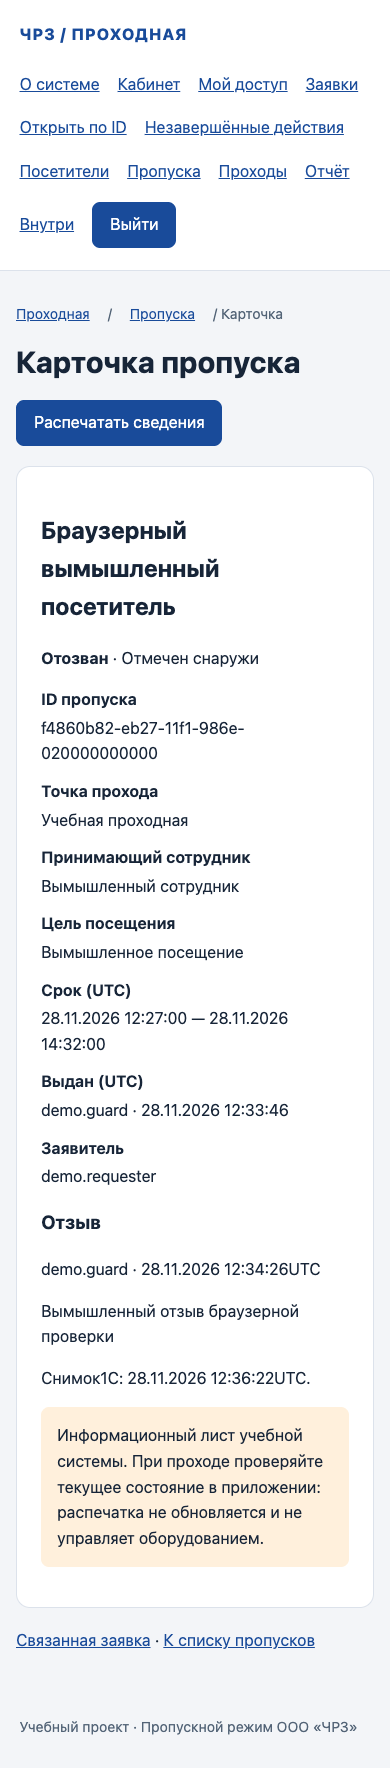 ЧРЗ / ПРОХОДНАЯ
О системе Кабинет Мой доступ Заявки
Открыть по ID Незавершённые действия
Посетители Пропуска Проходы Отчёт
Внутри Выйти
Проходная / Пропуска / Карточка
Карточка пропуска
Распечатать сведения
Браузерный
вымышленный
посетитель
Отозван · Отмечен снаружи
ID пропуска
f4860b82-eb27-11f1-986e-
020000000000
Точка прохода
Учебная проходная
Принимающий сотрудник
Вымышленный сотрудник
Цель посещения
Вымышленное посещение
Срок (UTC)
28.11.2026 12:27:00 — 28.11.2026
14:32:00
Выдан (UTC)
demo.guard · 28.11.2026 12:33:46
Заявитель
demo.requester
Отзыв
demo.guard · 28.11.2026 12:34:26UTC
Вымышленный отзыв браузерной
проверки
Снимок1С: 28.11.2026 12:36:22UTC.
Информационный лист учебной
системы. При проходе проверяйте
текущее состояние в приложении:
распечатка не обновляется и не
управляет оборудованием.
Связанная заявка · К списку пропусков
Учебный проект · Пропускной режим ООО «ЧРЗ»